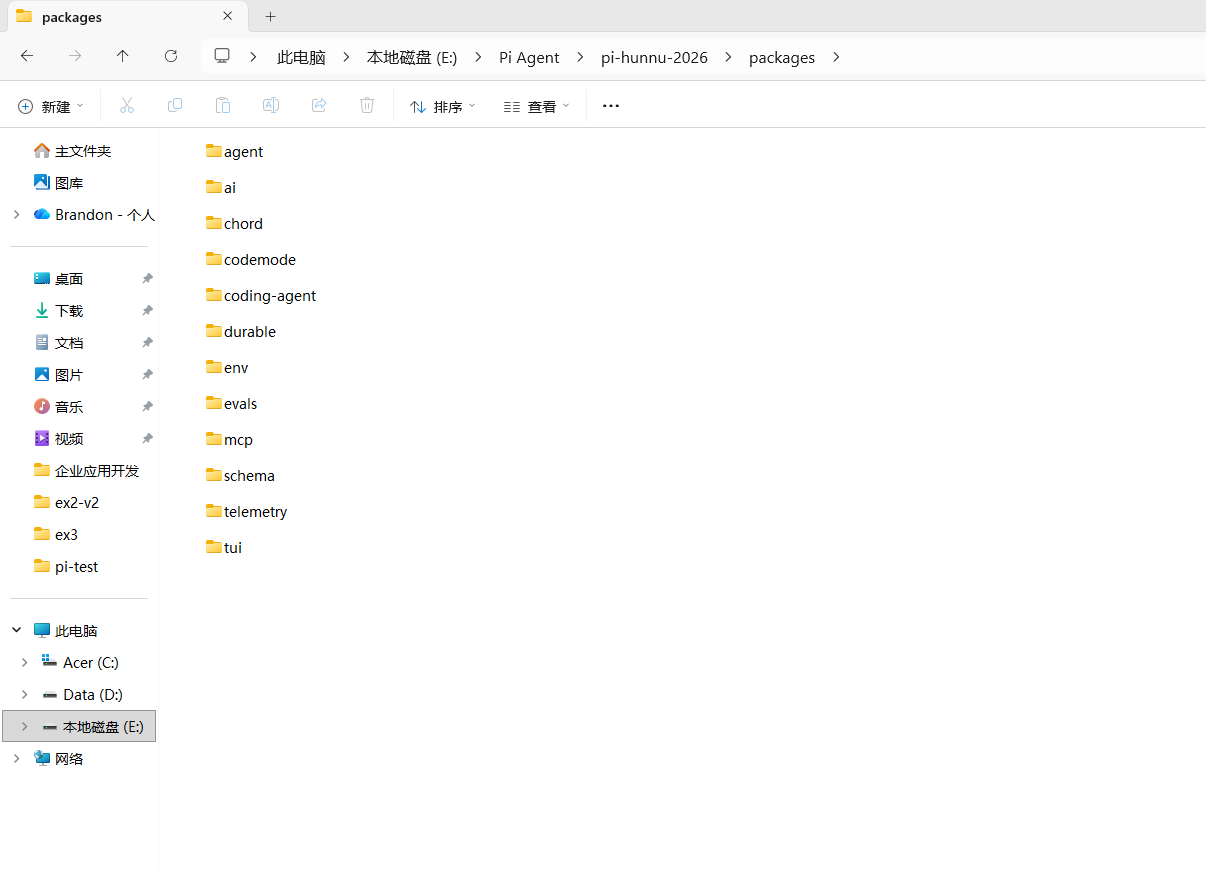 packages
此电脑 > 本地磁盘 (E:) > Pi Agent > pi-hunnu-2026 > packages >
新建 排序 查看 ...
主文件夹
图库
Brandon - 个人
桌面
下载
文档
图片
音乐
视频
企业应用开发
ex2-v2
ex3
pi-test
此电脑
Acer (C:)
Data (D:)
本地磁盘 (E:)
网络
agent
ai
chord
codemode
coding-agent
durable
env
evals
mcp
schema
telemetry
tui